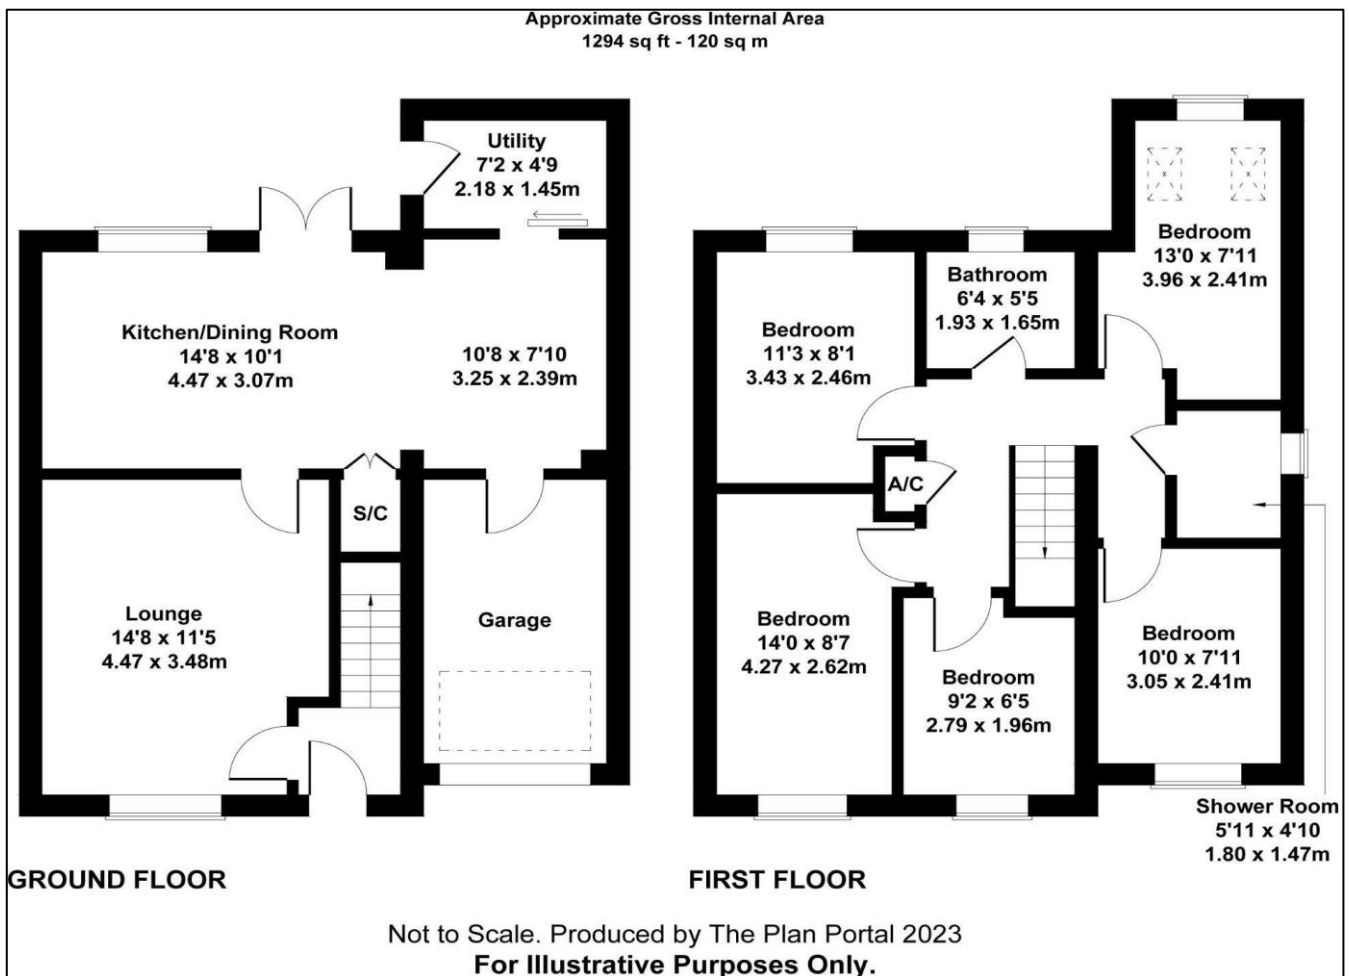 Approximate Gross Internal Area
1294 sq ft - 120 sq m
Utility
7'2 x 4'9
2.18 x 1.45m
Kitchen/Dining Room
14'8 x 10'1
4.47 x 3.07m
10'8 x 7'10
3.25 x 2.39m
S/C
Lounge
14'8 x 11'5
4.47 x 3.48m
Garage
GROUND FLOOR
Bedroom
13'0 x 7'11
3.96 x 2.41m
Bathroom
6'4 x 5'5
1.93 x 1.65m
Bedroom
11'3 x 8'1
3.43 x 2.46m
A/C
Bedroom
14'0 x 8'7
4.27 x 2.62m
Bedroom
9'2 x 6'5
2.79 x 1.96m
Bedroom
10'0 x 7'11
3.05 x 2.41m
Shower Room
5'11 x 4'10
1.80 x 1.47m
FIRST FLOOR
Not to Scale. Produced by The Plan Portal 2023
For Illustrative Purposes Only.